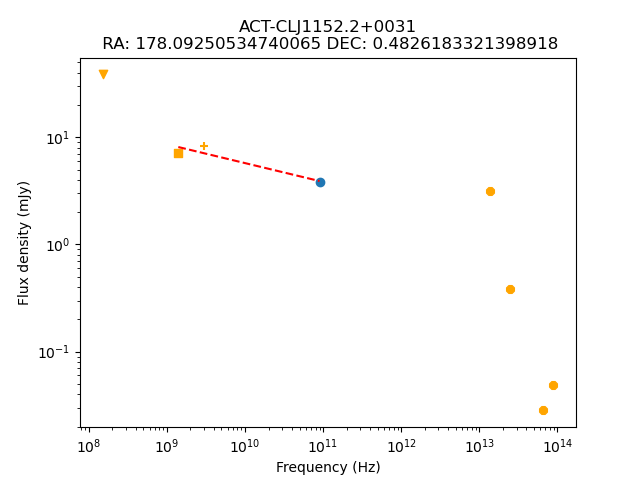 ACT-CLJ1152.2+0031
RA: 178.09250534740065 DEC: 0.4826183321398918
Flux density (mJy)
10¹
10⁰
10⁻¹
10⁸ 10⁹ 10¹⁰ 10¹¹ 10¹² 10¹³ 10¹⁴
Frequency (Hz)